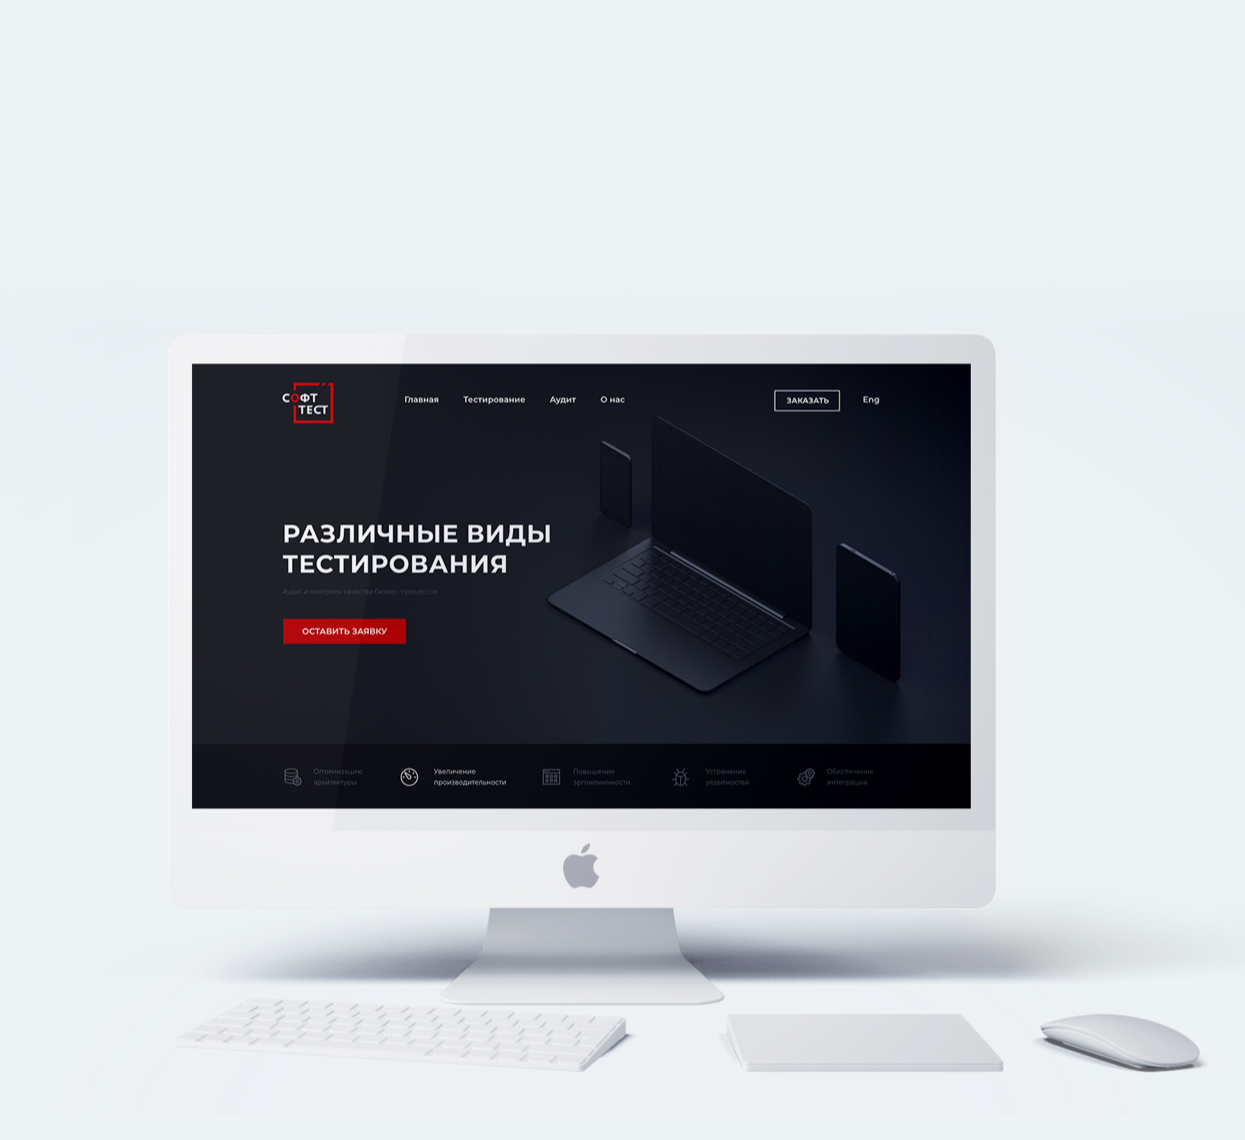 СОФТ
ТЕСТ
Главная Тестирование Аудит О нас
ЗАКАЗАТЬ Eng
РАЗЛИЧНЫЕ ВИДЫ
ТЕСТИРОВАНИЯ
Аудит и контроль качества бизнес-процессов
ОСТАВИТЬ ЗАЯВКУ
Оптимизацию
архитектуры
Увеличение
производительности
Повышение
эргономичности
Устранение
уязвимостей
Обеспечение
интеграции